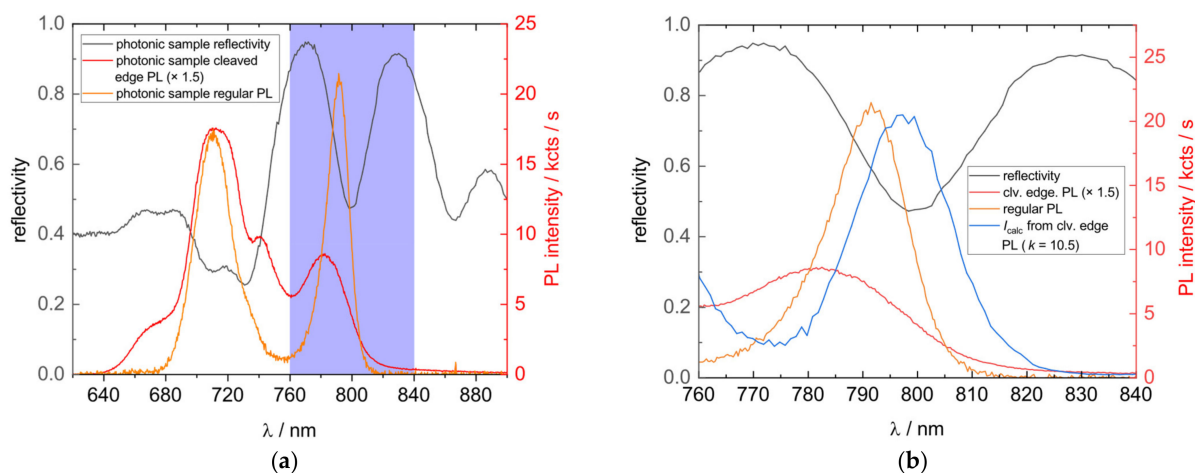 1.0
0.8
0.6
0.4
0.2
0.0
reflectivity
photonic sample reflectivity
photonic sample cleaved
edge PL (× 1.5)
photonic sample regular PL
25
20
15
10
5
0
PL intensity / kcts / s
640 680 720 760 800 840 880
λ / nm
(a)
1.0
0.8
0.6
0.4
0.2
0.0
reflectivity
reflectivity
clv. edge. PL (× 1.5)
regular PL
Icalc from clv. edge
PL ( k = 10.5)
25
20
15
10
5
0
PL intensity / kcts / s
760 770 780 790 800 810 820 830 840
λ / nm
(b)